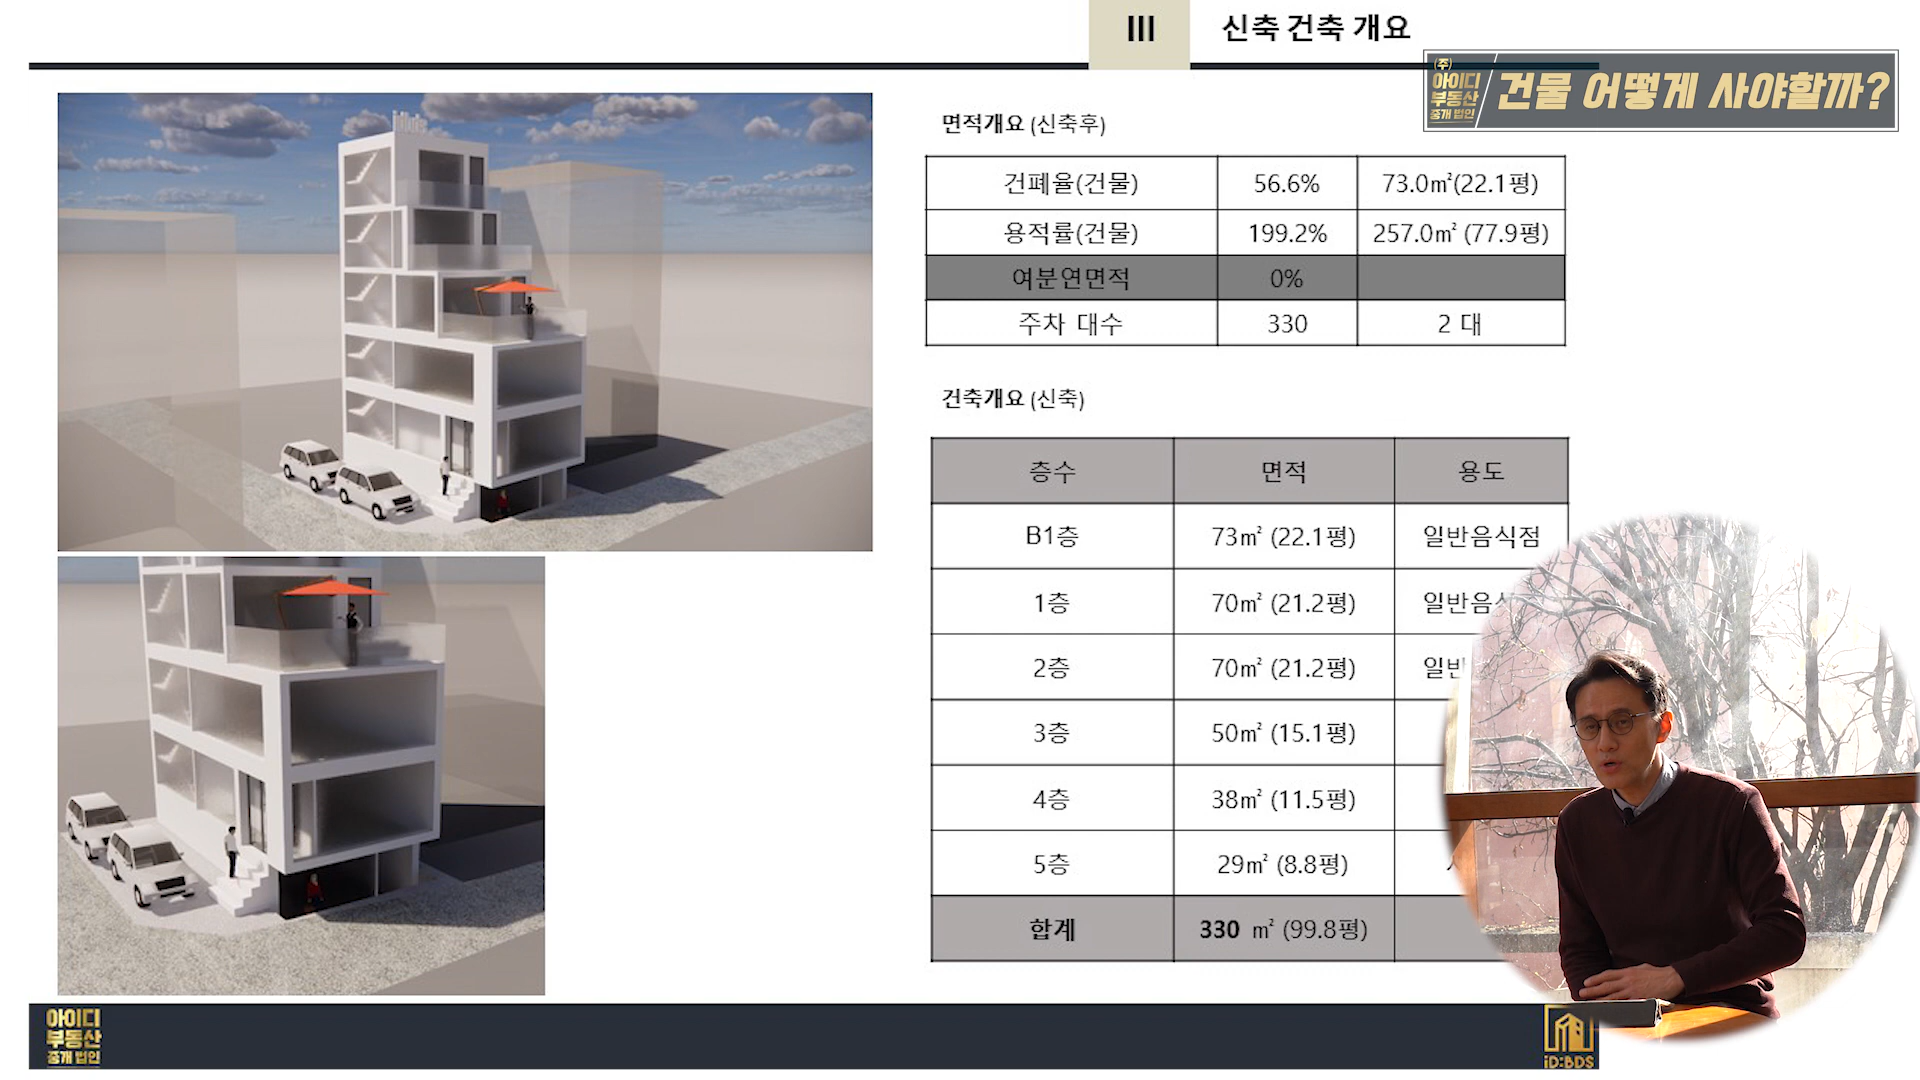 III 신축 건축 개요
(주)
아이디
부동산
중개 법인
건물 어떻게 사야할까?
면적개요 (신축후)
건폐율(건물) 56.6% 73.0㎡(22.1평)
용적률(건물) 199.2% 257.0㎡ (77.9평)
여분연면적 0%
주차 대수 330 2 대
건축개요 (신축)
층수 면적 용도
B1층 73㎡ (22.1평) 일반음식점
1층 70㎡ (21.2평) 일반음
2층 70㎡ (21.2평) 일반
3층 50㎡ (15.1평)
4층 38㎡ (11.5평)
5층 29㎡ (8.8평)
합계 330 ㎡ (99.8평)
아이디
부동산
중개 법인
iD:BDS